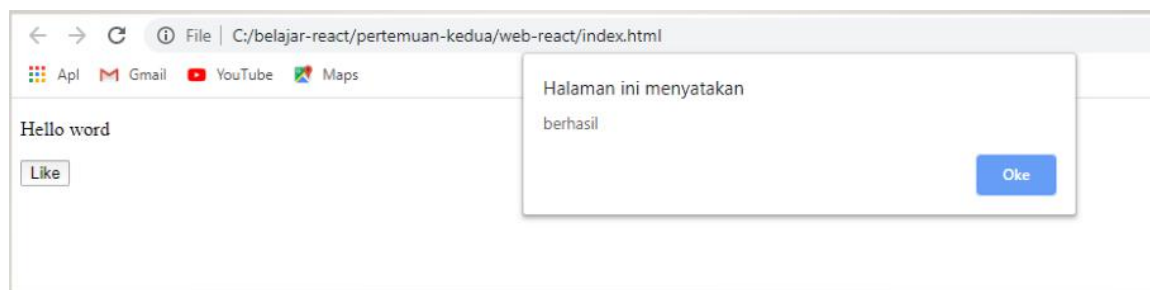 File | C:/belajar-react/pertemuan-kedua/web-react/index.html
Apl Gmail YouTube Maps
Halaman ini menyatakan
berhasil
Oke
Hello word
Like